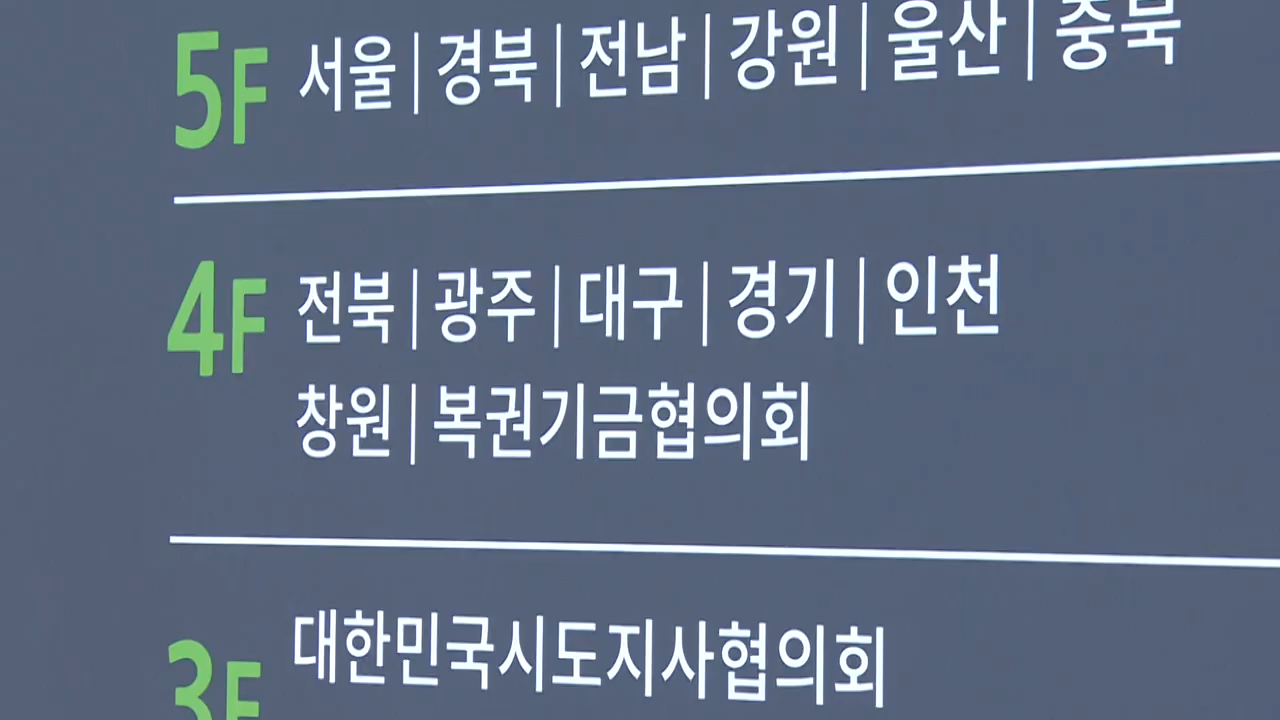 5F 서울 | 경북 | 전남 | 강원 | 울산 | 충북
4F 전북 | 광주 | 대구 | 경기 | 인천
창원 | 복권기금협의회
3F 대한민국시도지사협의회